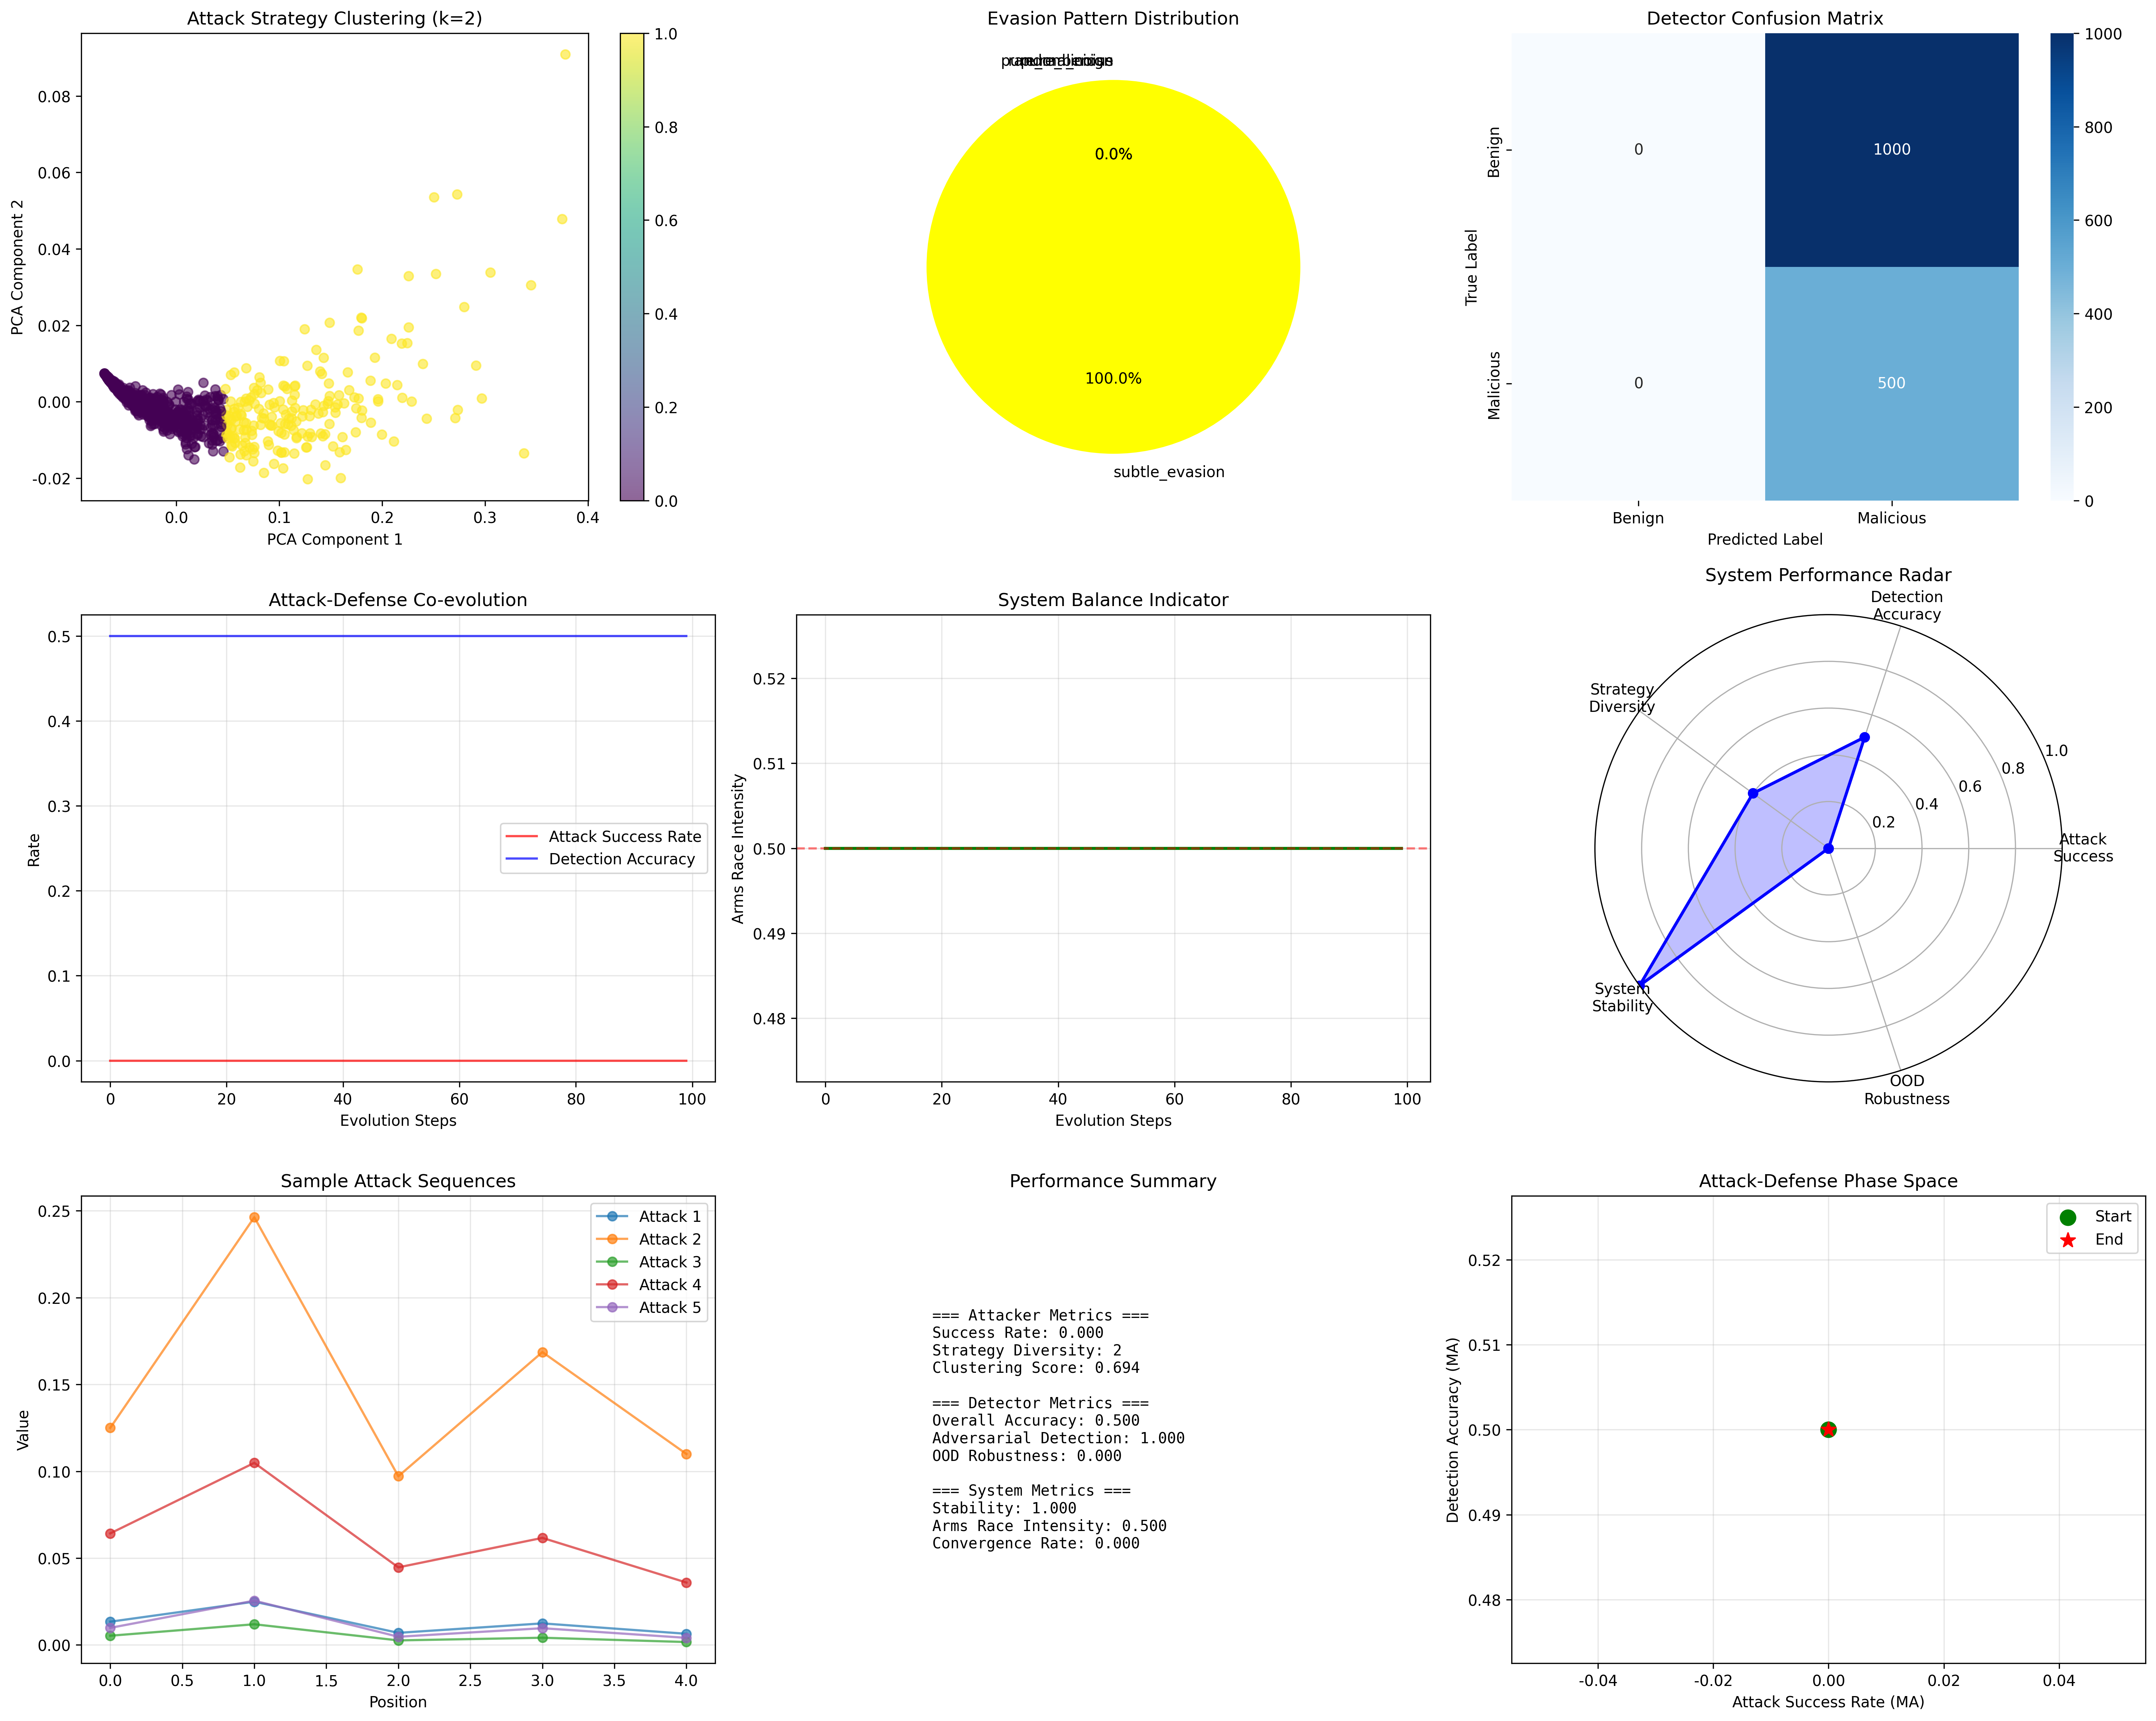 Attack Strategy Clustering (k=2)
0.08
0.06
0.04
0.02
0.00
-0.02
PCA Component 2
0.0 0.1 0.2 0.3 0.4
PCA Component 1
1.0
0.8
0.6
0.4
0.2
0.0
Evasion Pattern Distribution
0.0%
100.0%
subtle_evasion
Detector Confusion Matrix
Benign
Malicious
True Label
0 1000
0 500
Benign Malicious
Predicted Label
1000
800
600
400
200
0
Attack-Defense Co-evolution
0.5
0.4
0.3
0.2
0.1
0.0
Rate
Attack Success Rate
Detection Accuracy
0 20 40 60 80 100
Evolution Steps
System Balance Indicator
0.52
0.51
0.50
0.49
0.48
Arms Race Intensity
0 20 40 60 80 100
Evolution Steps
System Performance Radar
Detection
Accuracy
Strategy
Diversity
1.0
0.8
0.6
0.4
0.2
Attack
Success
System
Stability
OOD
Robustness
Sample Attack Sequences
0.25
0.20
0.15
0.10
0.05
0.00
Value
Attack 1
Attack 2
Attack 3
Attack 4
Attack 5
0.0 0.5 1.0 1.5 2.0 2.5 3.0 3.5 4.0
Position
Performance Summary
=== Attacker Metrics ===
Success Rate: 0.000
Strategy Diversity: 2
Clustering Score: 0.694
=== Detector Metrics ===
Overall Accuracy: 0.500
Adversarial Detection: 1.000
OOD Robustness: 0.000
=== System Metrics ===
Stability: 1.000
Arms Race Intensity: 0.500
Convergence Rate: 0.000
Attack-Defense Phase Space
Start
End
0.52
0.51
0.50
0.49
0.48
Detection Accuracy (MA)
-0.04 -0.02 0.00 0.02 0.04
Attack Success Rate (MA)